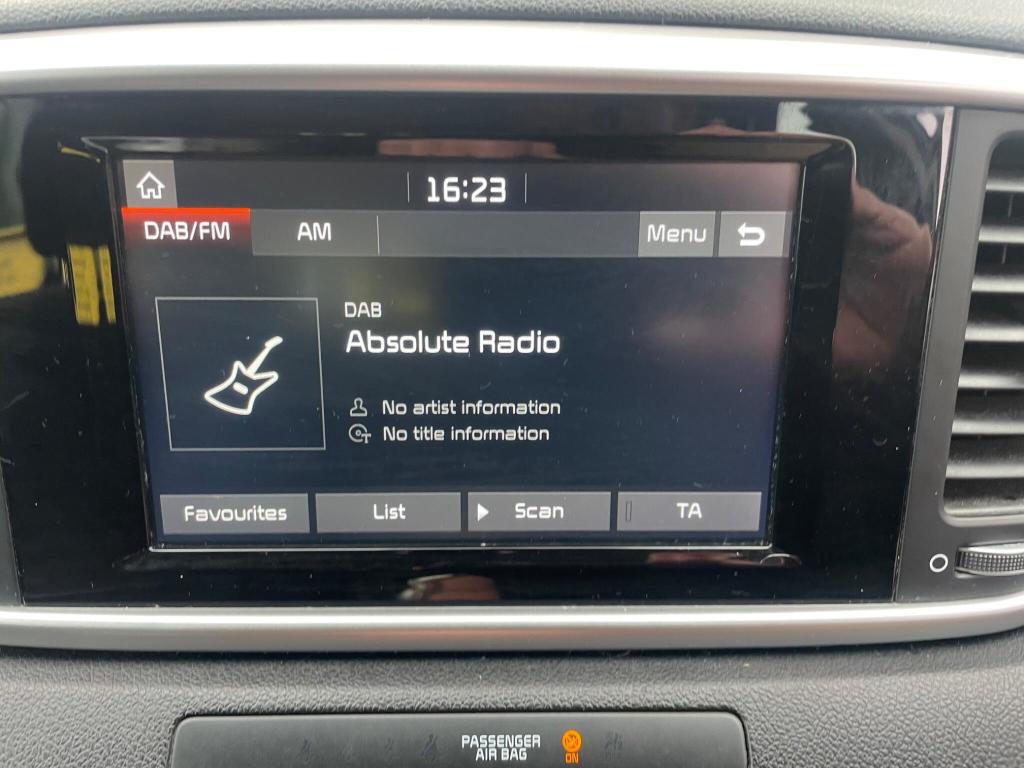 16:23
DAB/FM AM Menu
DAB
Absolute Radio
No artist information
No title information
Favourites List Scan TA
PASSENGER
AIR BAG
ON